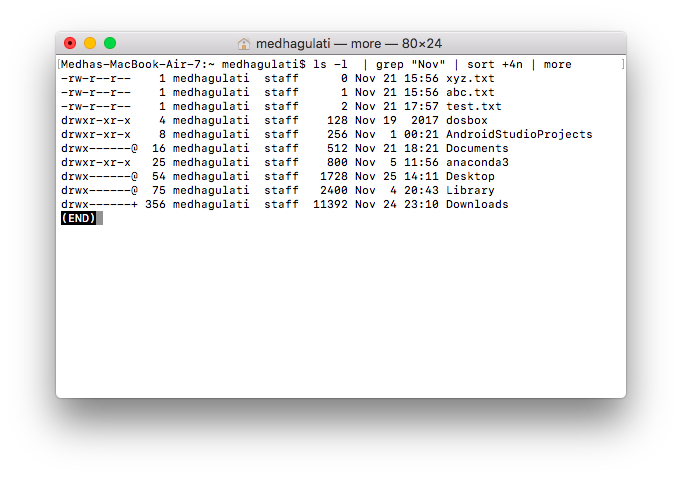 medhagulati — more — 80×24
[Medhas-MacBook-Air-7:~ medhagulati$ ls -l  | grep "Nov" | sort +4n | more       ]
-rw-r--r--    1 medhagulati  staff      0 Nov 21 15:56 xyz.txt
-rw-r--r--    1 medhagulati  staff      1 Nov 21 15:56 abc.txt
-rw-r--r--    1 medhagulati  staff      2 Nov 21 17:57 test.txt
drwxr-xr-x    4 medhagulati  staff    128 Nov 19  2017 dosbox
drwxr-xr-x    8 medhagulati  staff    256 Nov  1 00:21 AndroidStudioProjects
drwx------@  16 medhagulati  staff    512 Nov 21 18:21 Documents
drwxr-xr-x   25 medhagulati  staff    800 Nov  5 11:56 anaconda3
drwx------@  54 medhagulati  staff   1728 Nov 25 14:11 Desktop
drwx------@  75 medhagulati  staff   2400 Nov  4 20:43 Library
drwx------+ 356 medhagulati  staff  11392 Nov 24 23:10 Downloads
(END)